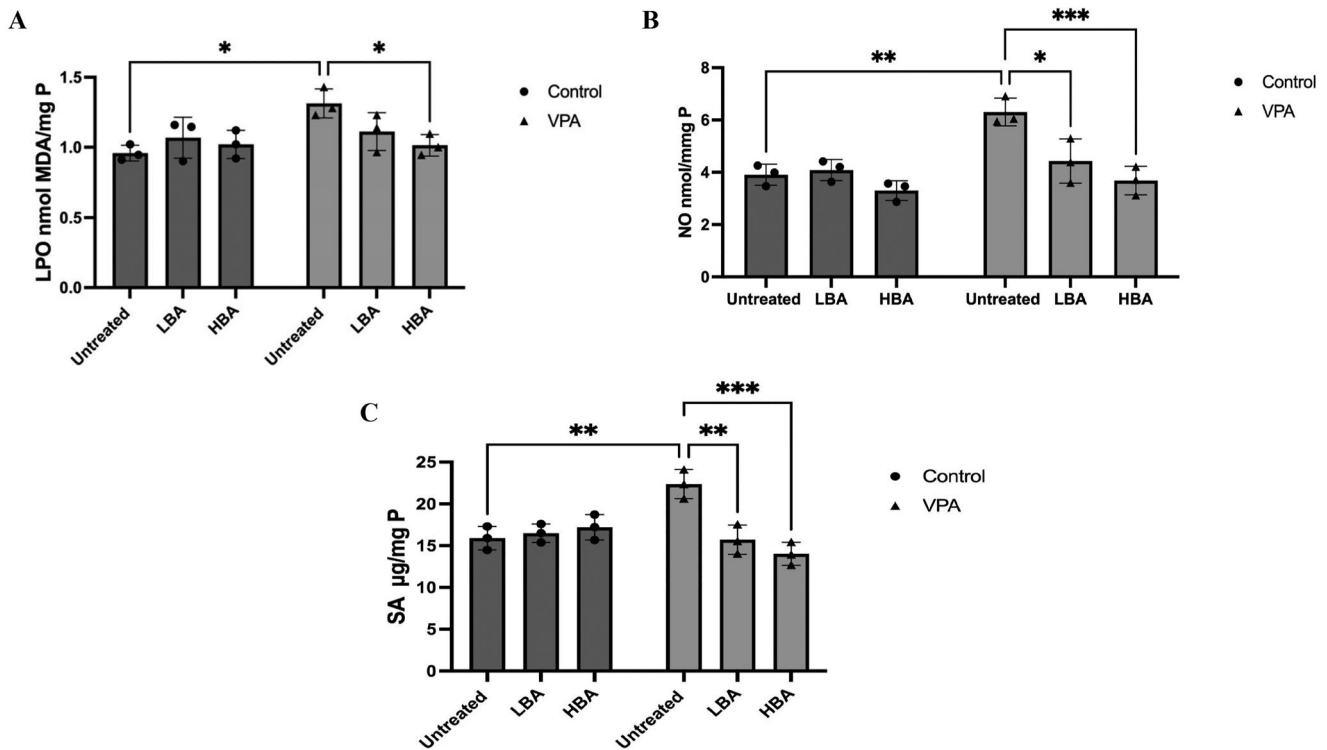 A
* *
1.5
1.0
0.5
0.0
LPO nmol MDA/mg P
Untreated LBA HBA Untreated LBA HBA
Control
VPA
B
***
** *
8
6
4
2
0
NO nmol/mmg P
Untreated LBA HBA Untreated LBA HBA
Control
VPA
C
***
** **
25
20
15
10
5
0
SA µg/mg P
Untreated LBA HBA Untreated LBA HBA
Control
VPA